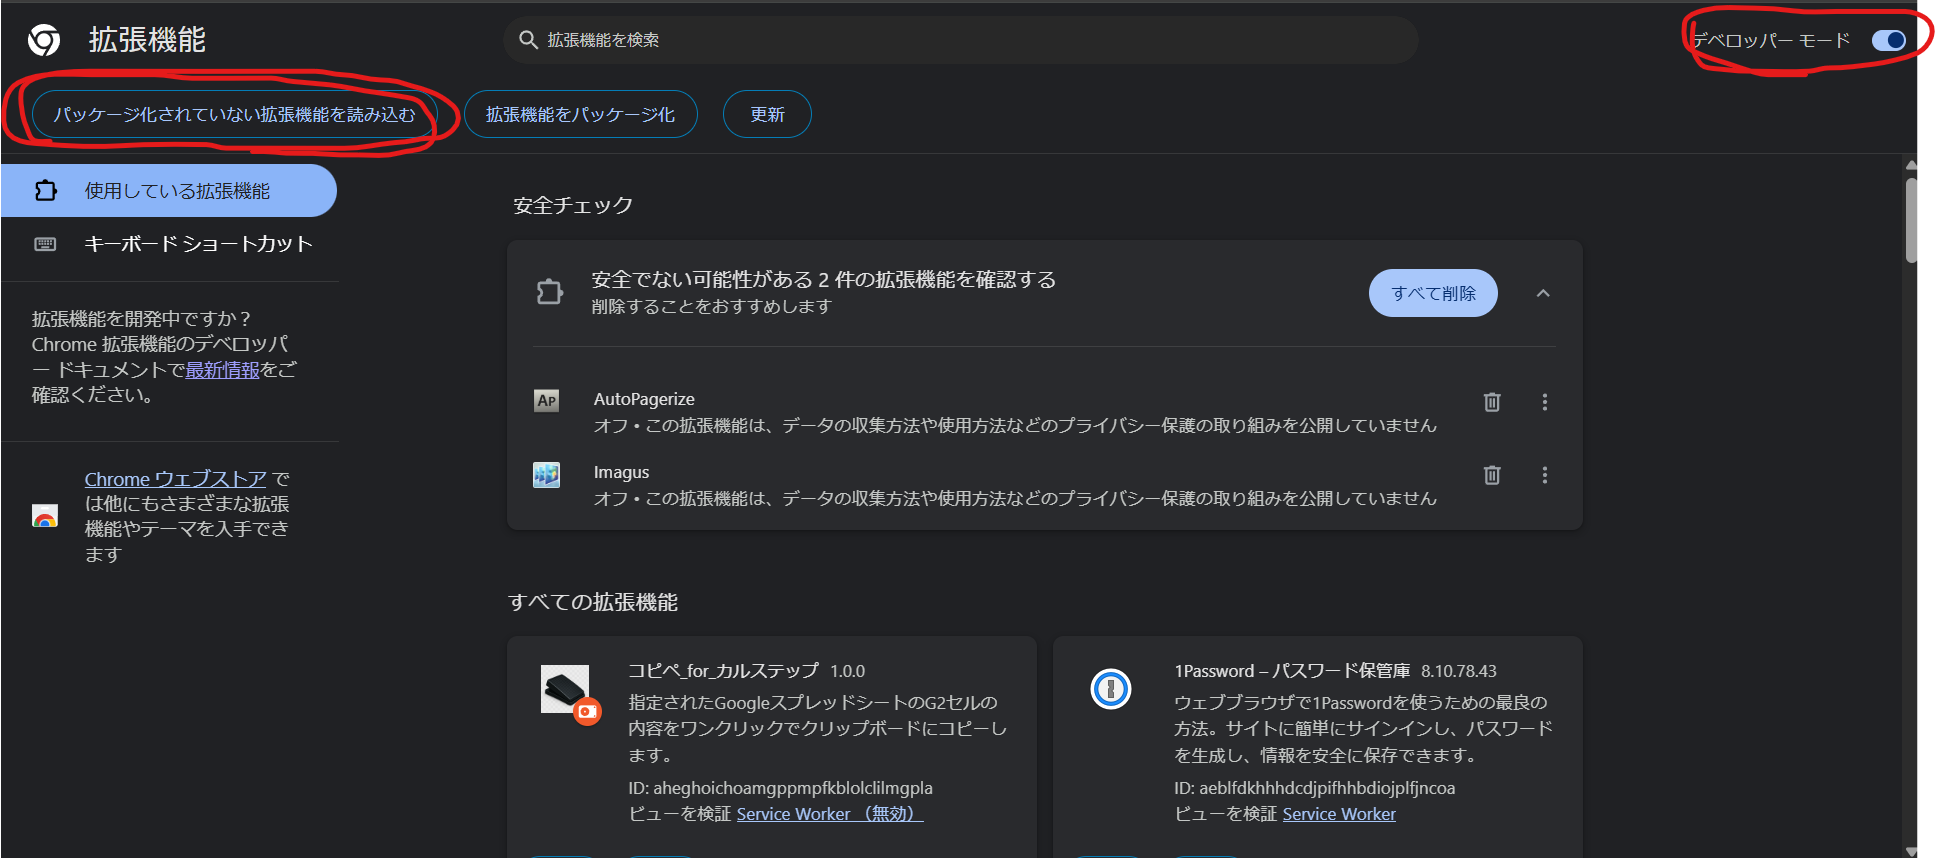 拡張機能
拡張機能を検索
デベロッパー モード
パッケージ化されていない拡張機能を読み込む
拡張機能をパッケージ化
更新
使用している拡張機能
キーボード ショートカット
拡張機能を開発中ですか？
Chrome 拡張機能のデベロッパ
ー ドキュメントで最新情報をご
確認ください。
Chrome ウェブストア で
は他にもさまざまな拡張
機能やテーマを入手でき
ます
安全チェック
安全でない可能性がある 2 件の拡張機能を確認する
削除することをおすすめします
すべて削除
AP
AutoPagerize
オフ • この拡張機能は、データの収集方法や使用方法などのプライバシー保護の取り組みを公開していません
Imagus
オフ • この拡張機能は、データの収集方法や使用方法などのプライバシー保護の取り組みを公開していません
すべての拡張機能
コピペ_for_カルステップ 1.0.0
指定されたGoogleスプレッドシートのG2セルの
内容をワンクリックでクリップボードにコピーし
ます。
ID: aheghoichoamgppmpfkblolclilmgpla
ビューを検証 Service Worker （無効）
1Password – パスワード保管庫 8.10.78.43
ウェブブラウザで1Passwordを使うための最良の
方法。サイトに簡単にサインインし、パスワード
を生成し、情報を安全に保存できます。
ID: aeblfdkhhhdcdjpifhhbdiojplfjncoa
ビューを検証 Service Worker